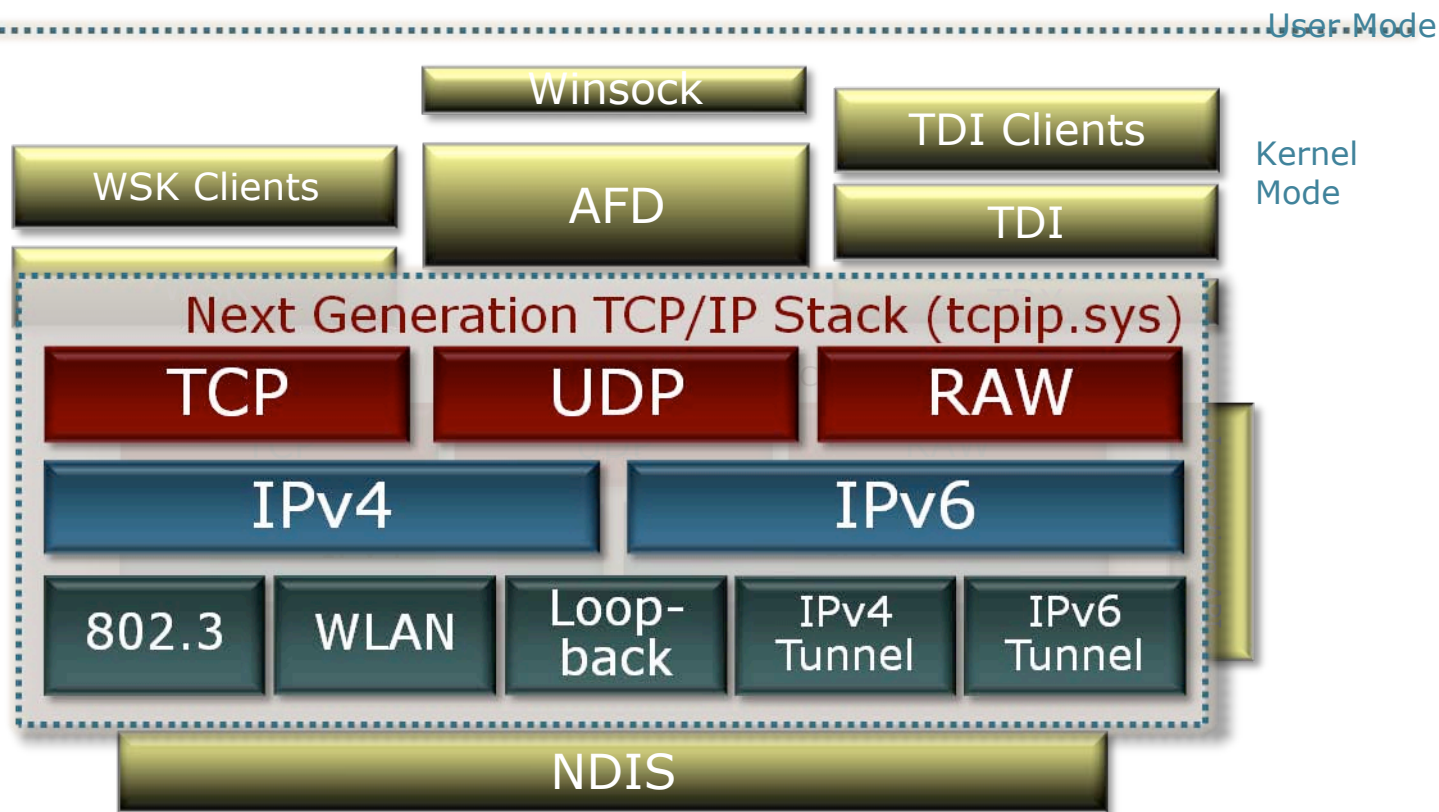 User Mode
Winsock
TDI Clients
Kernel
Mode
WSK Clients
AFD
TDI
Next Generation TCP/IP Stack (tcpip.sys)
TCP
UDP
RAW
IPv4
IPv6
802.3
WLAN
Loop-
back
IPv4
Tunnel
IPv6
Tunnel
NDIS